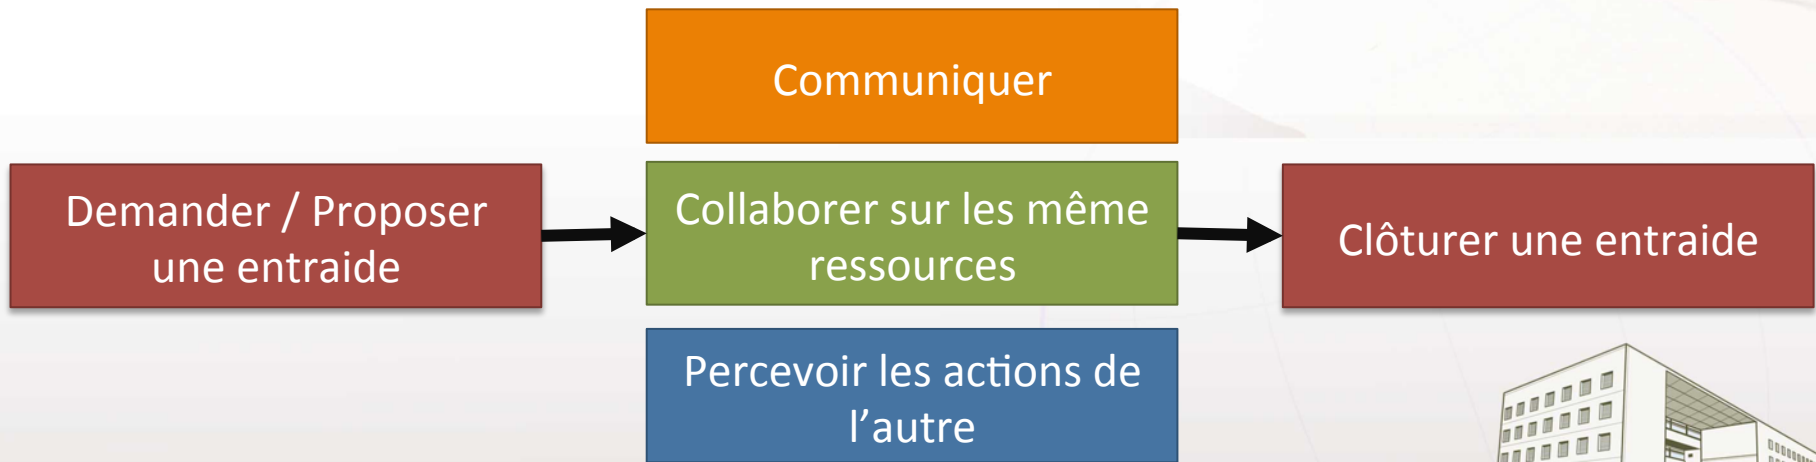 Communiquer
Demander / Proposer
une entraide
Collaborer sur les même
ressources
Clôturer une entraide
Percevoir les actions de
l’autre